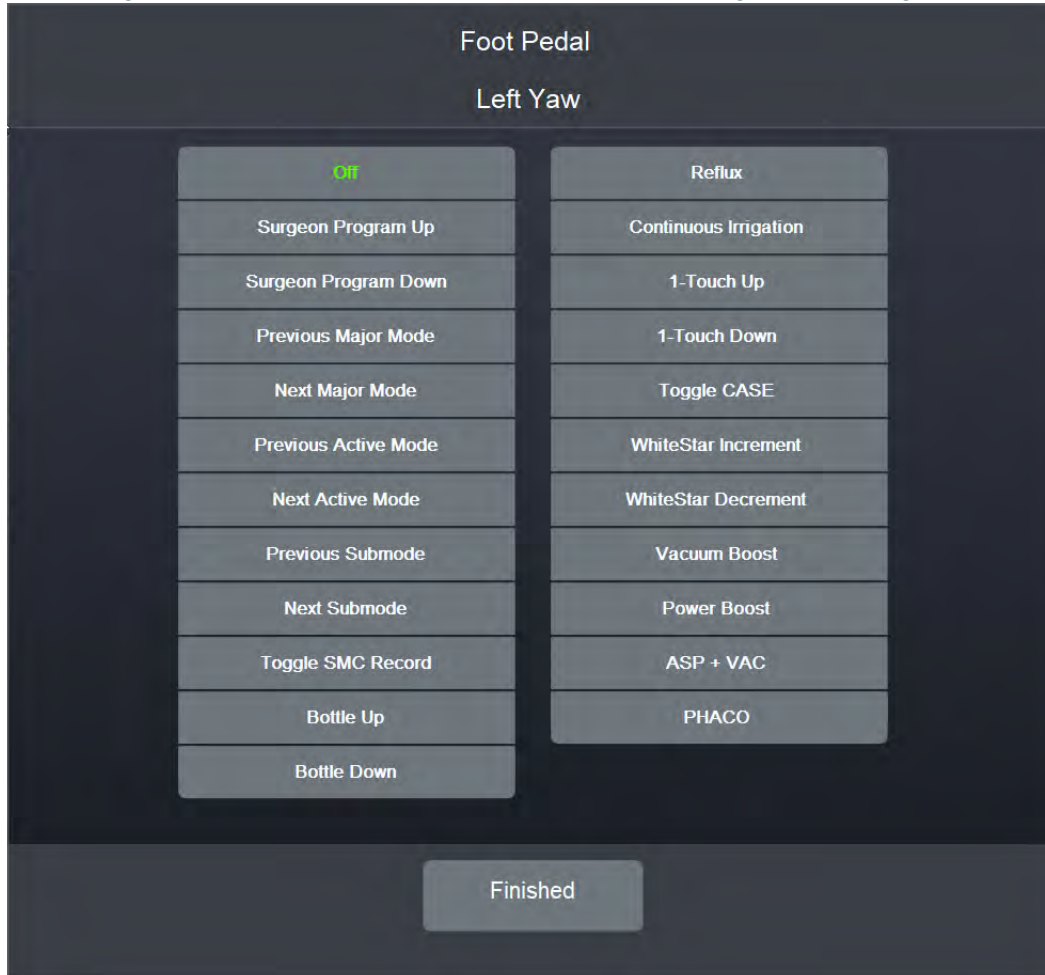 Foot Pedal
Left Yaw
Off
Surgeon Program Up
Surgeon Program Down
Previous Major Mode
Next Major Mode
Previous Active Mode
Next Active Mode
Previous Submode
Next Submode
Toggle SMC Record
Bottle Up
Bottle Down
Reflux
Continuous Irrigation
1-Touch Up
1-Touch Down
Toggle CASE
WhiteStar Increment
WhiteStar Decrement
Vacuum Boost
Power Boost
ASP + VAC
PHACO
Finished